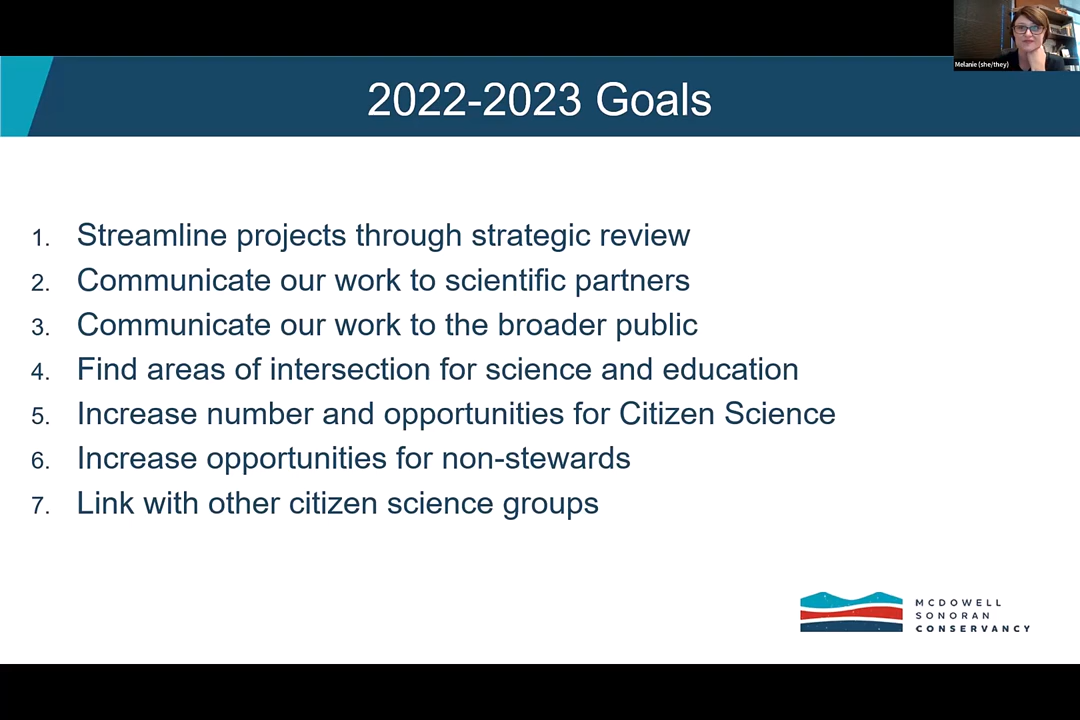 Melanie (she/they)
2022-2023 Goals
1. Streamline projects through strategic review
2. Communicate our work to scientific partners
3. Communicate our work to the broader public
4. Find areas of intersection for science and education
5. Increase number and opportunities for Citizen Science
6. Increase opportunities for non-stewards
7. Link with other citizen science groups
MCDOWELL
SONORAN
CONSERVANCY